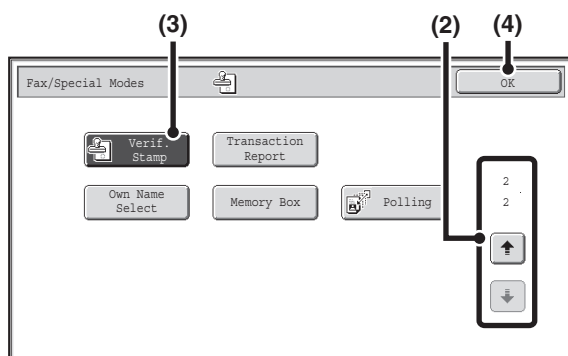 (3)
(2)
(4)
Fax/Special Modes
OK
Verif.
Stamp
Transaction
Report
2
2
Own Name
Select
Memory Box
Polling